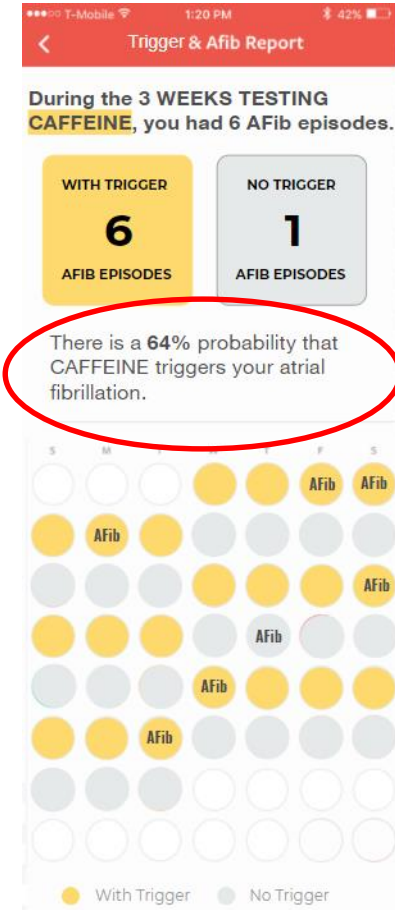 T-Mobile 1:20 PM 42%
Trigger & Afib Report
During the 3 WEEKS TESTING
CAFFEINE, you had 6 AFib episodes.
WITH TRIGGER NO TRIGGER
6 1
AFIB EPISODES AFIB EPISODES
There is a 64% probability that
CAFFEINE triggers your atrial
fibrillation.
S M T W T F S
AFib AFib
AFib
AFib
AFib
AFib
AFib
With Trigger No Trigger